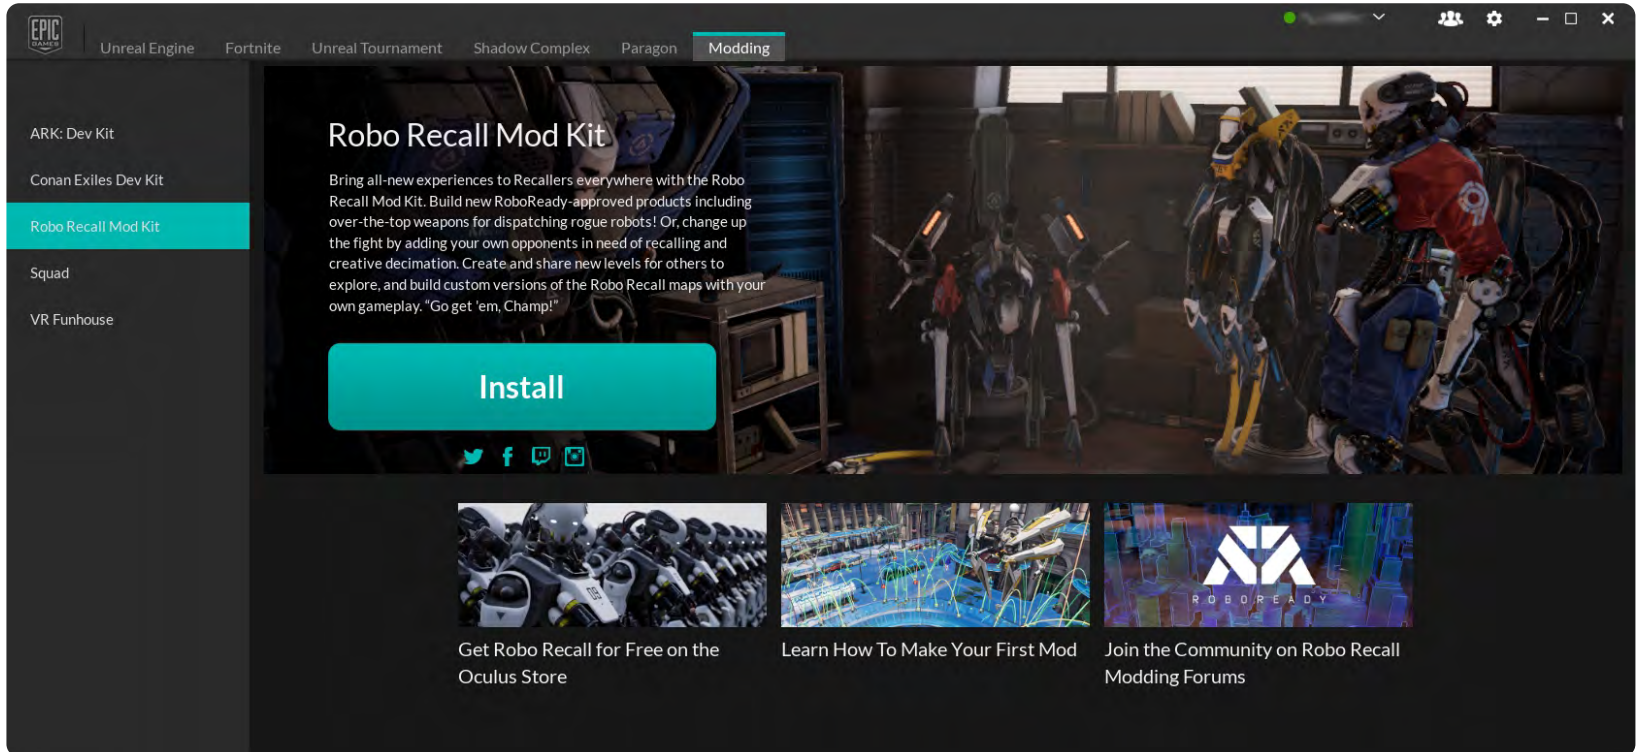 EPIC
GAMES
Unreal Engine
Fortnite
Unreal Tournament
Shadow Complex
Paragon
Modding
ARK: Dev Kit
Conan Exiles Dev Kit
Robo Recall Mod Kit
Squad
VR Funhouse
Robo Recall Mod Kit
Bring all-new experiences to Recallers everywhere with the Robo
Recall Mod Kit. Build new RoboReady-approved products including
over-the-top weapons for dispatching rogue robots! Or, change up
the fight by adding your own opponents in need of recalling and
creative decimation. Create and share new levels for others to
explore, and build custom versions of the Robo Recall maps with your
own gameplay. “Go get 'em, Champ!”
Install
09
ROBOREADY
Get Robo Recall for Free on the
Oculus Store
Learn How To Make Your First Mod
Join the Community on Robo Recall
Modding Forums